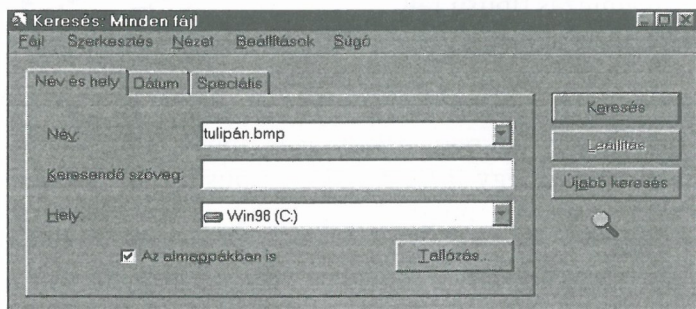 Keresés: Minden fájl
Fájl Szerkesztés Nézet Beállítások Súgó
Név és hely Dátum Speciális
Név: tulipán.bmp
Keresendő szöveg:
Hely: Win98 (C:)
Az almappákban is
Tallózás...
Keresés
Leállítás
Újabb keresés